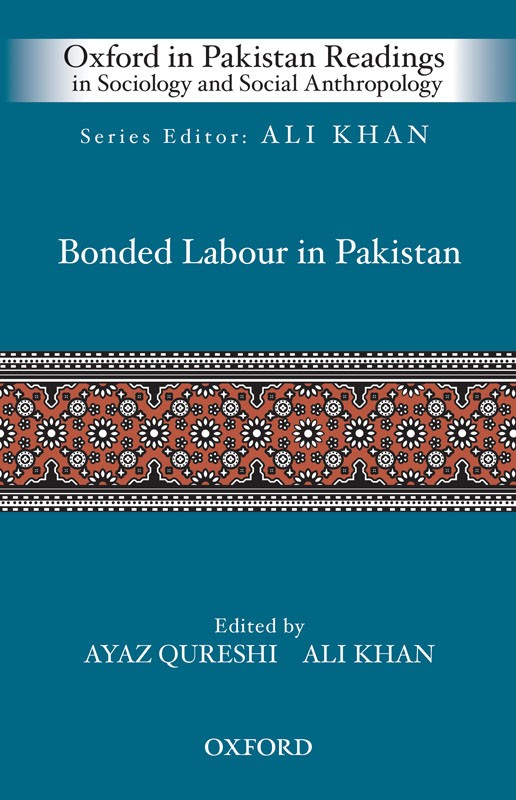 Oxford in Pakistan Readings
in Sociology and Social Anthropology
Series Editor: ALI KHAN
Bonded Labour in Pakistan
Edited by
AYAZ QURESHI ALI KHAN
OXFORD